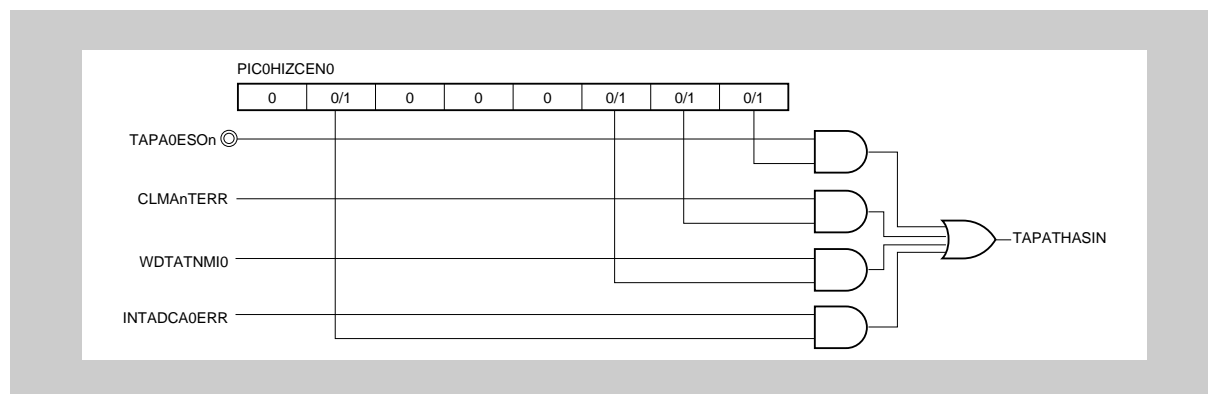 PIC0HIZCEN0
0 0/1 0 0 0 0/1 0/1 0/1
TAPA0ESOn
CLMAnTERR
TAPATHASIN
WDTATNMI0
INTADCA0ERR